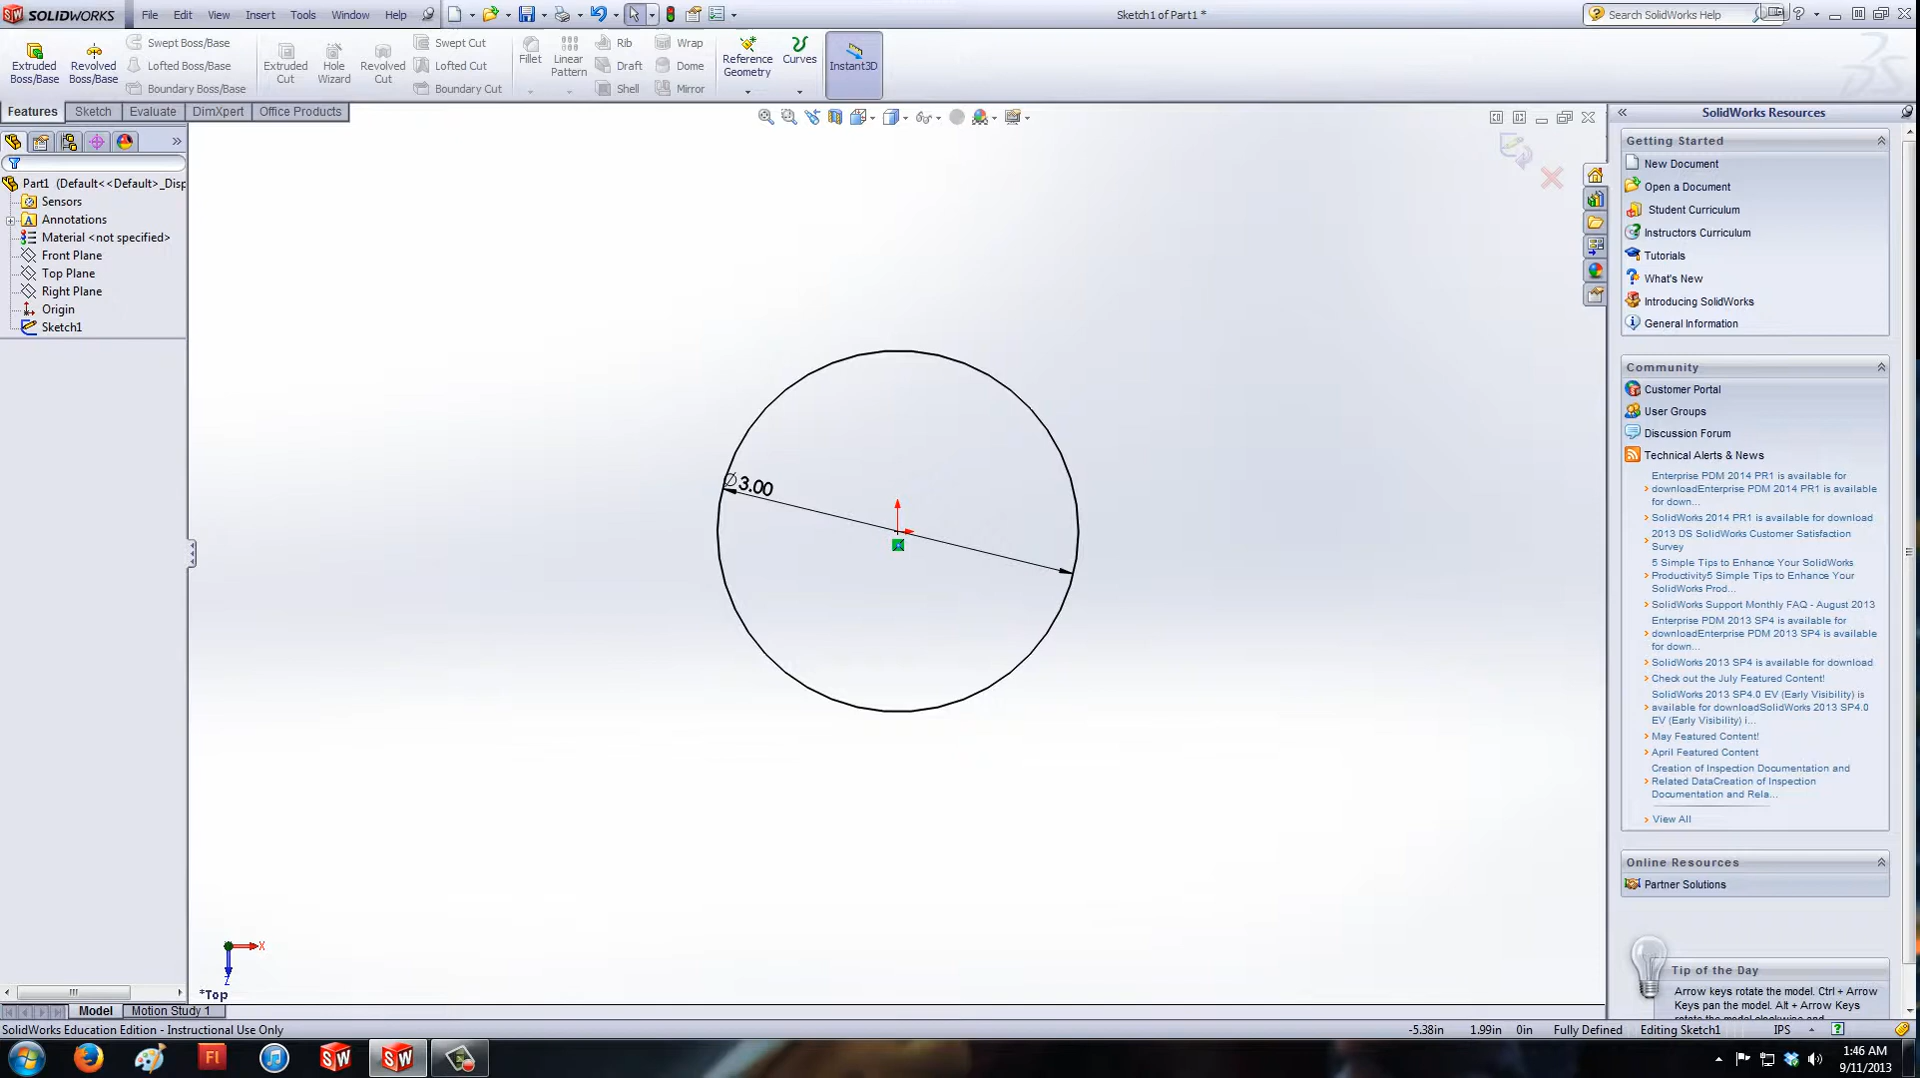 SOLIDWORKS File Edit View Insert Tools Window Help Sketch1 of Part1 * Search SolidWorks Help
Extruded Boss/Base
Revolved Boss/Base
Swept Boss/Base
Lofted Boss/Base
Boundary Boss/Base
Extruded Cut
Hole Wizard
Revolved Cut
Swept Cut
Lofted Cut
Boundary Cut
Fillet
Linear Pattern
Rib
Draft
Shell
Wrap
Dome
Mirror
Reference Geometry
Curves
Instant3D
Features Sketch Evaluate DimXpert Office Products
Part1 (Default<<Default>_Disp
Sensors
Annotations
Material <not specified>
Front Plane
Top Plane
Right Plane
Origin
Sketch1
∅3.00
X
Z
*Top
SolidWorks Resources
Getting Started
New Document
Open a Document
Student Curriculum
Instructors Curriculum
Tutorials
What's New
Introducing SolidWorks
General Information
Community
Customer Portal
User Groups
Discussion Forum
Technical Alerts & News
Enterprise PDM 2014 PR1 is available for
downloadEnterprise PDM 2014 PR1 is available
for down...
SolidWorks 2014 PR1 is available for download
2013 DS SolidWorks Customer Satisfaction
Survey
5 Simple Tips to Enhance Your SolidWorks
Productivity5 Simple Tips to Enhance Your
SolidWorks Prod...
SolidWorks Support Monthly FAQ - August 2013
Enterprise PDM 2013 SP4 is available for
downloadEnterprise PDM 2013 SP4 is available
for down...
SolidWorks 2013 SP4 is available for download
Check out the July Featured Content!
SolidWorks 2013 SP4.0 EV (Early Visibility) is
available for downloadSolidWorks 2013 SP4.0
EV (Early Visibility) i...
May Featured Content!
April Featured Content
Creation of Inspection Documentation and
Related DataCreation of Inspection
Documentation and Rela...
View All
Online Resources
Partner Solutions
Tip of the Day
Arrow keys rotate the model. Ctrl + Arrow
Keys pan the model. Alt + Arrow Keys
Model Motion Study 1
SolidWorks Education Edition - Instructional Use Only -5.38in 1.99in 0in Fully Defined Editing Sketch1 IPS
1:46 AM
9/11/2013